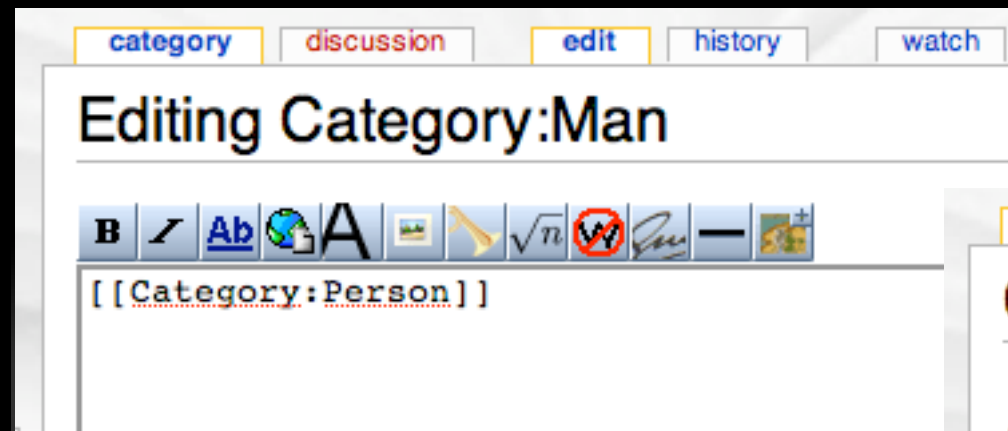 category discussion edit history watch
Editing Category:Man
B I Ab A √n W
[[Category:Person]]